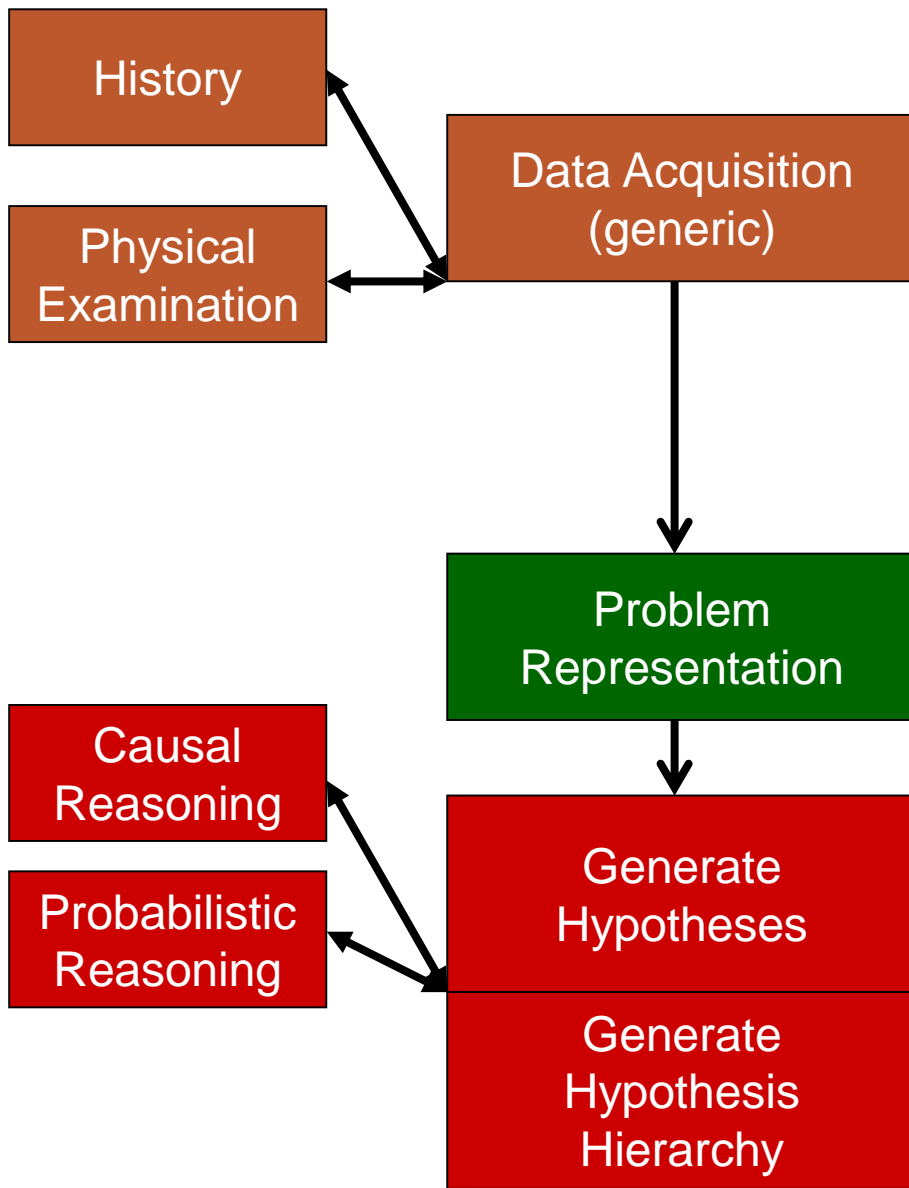 History
Data Acquisition
(generic)
Physical
Examination
Problem
Representation
Causal
Reasoning
Generate
Hypotheses
Probabilistic
Reasoning
Generate
Hypothesis
Hierarchy